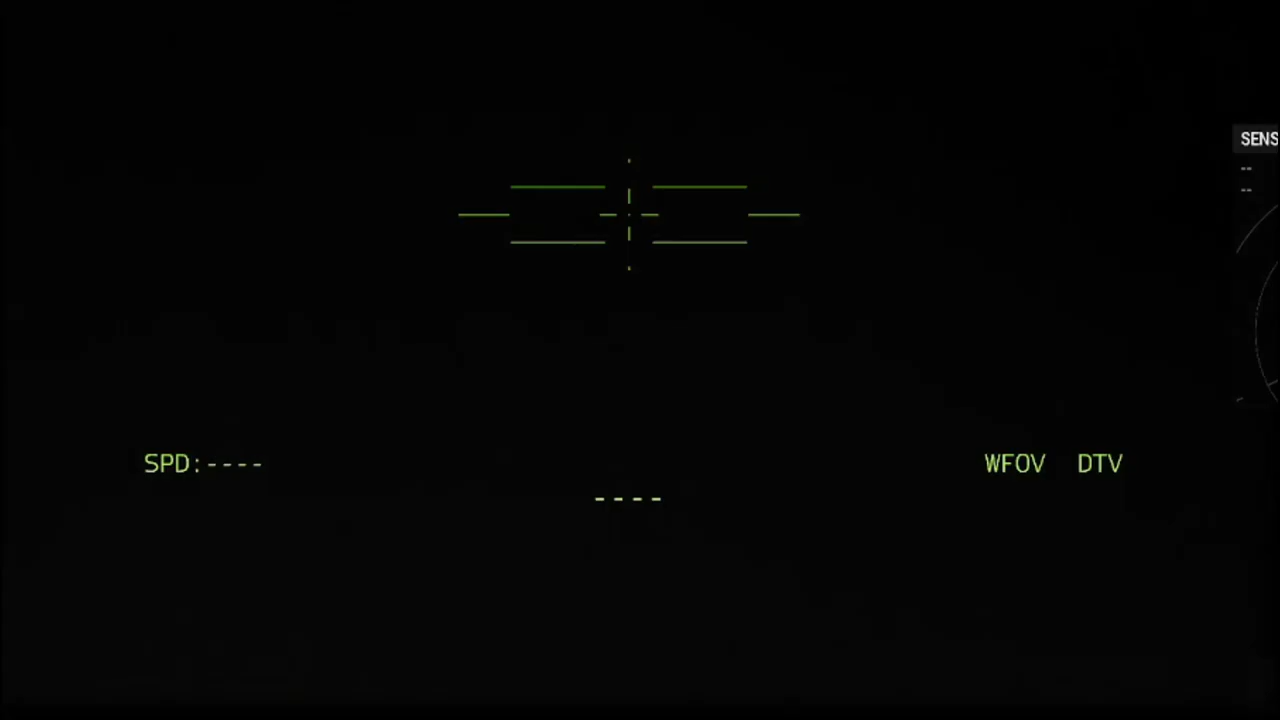 SENS
--
--
SPD:----
WFOV DTV
----